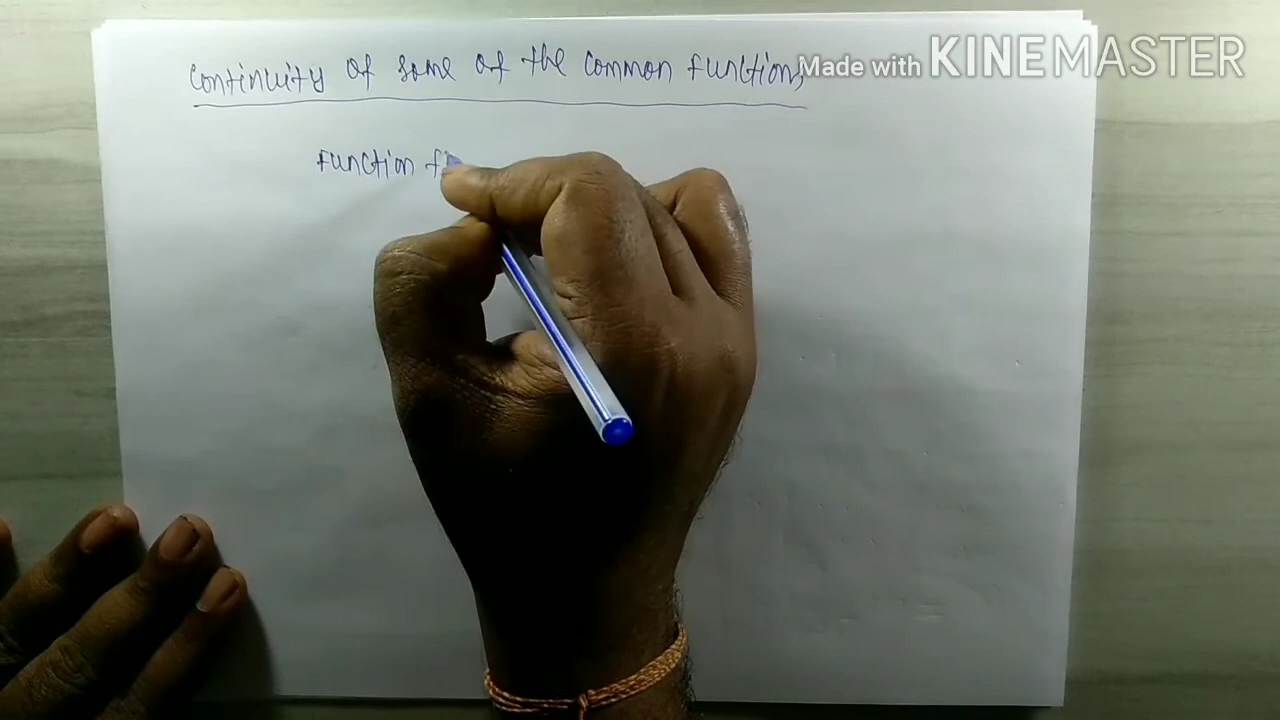 Continuity of some of the common functions
Made with KINEMASTER
Function f